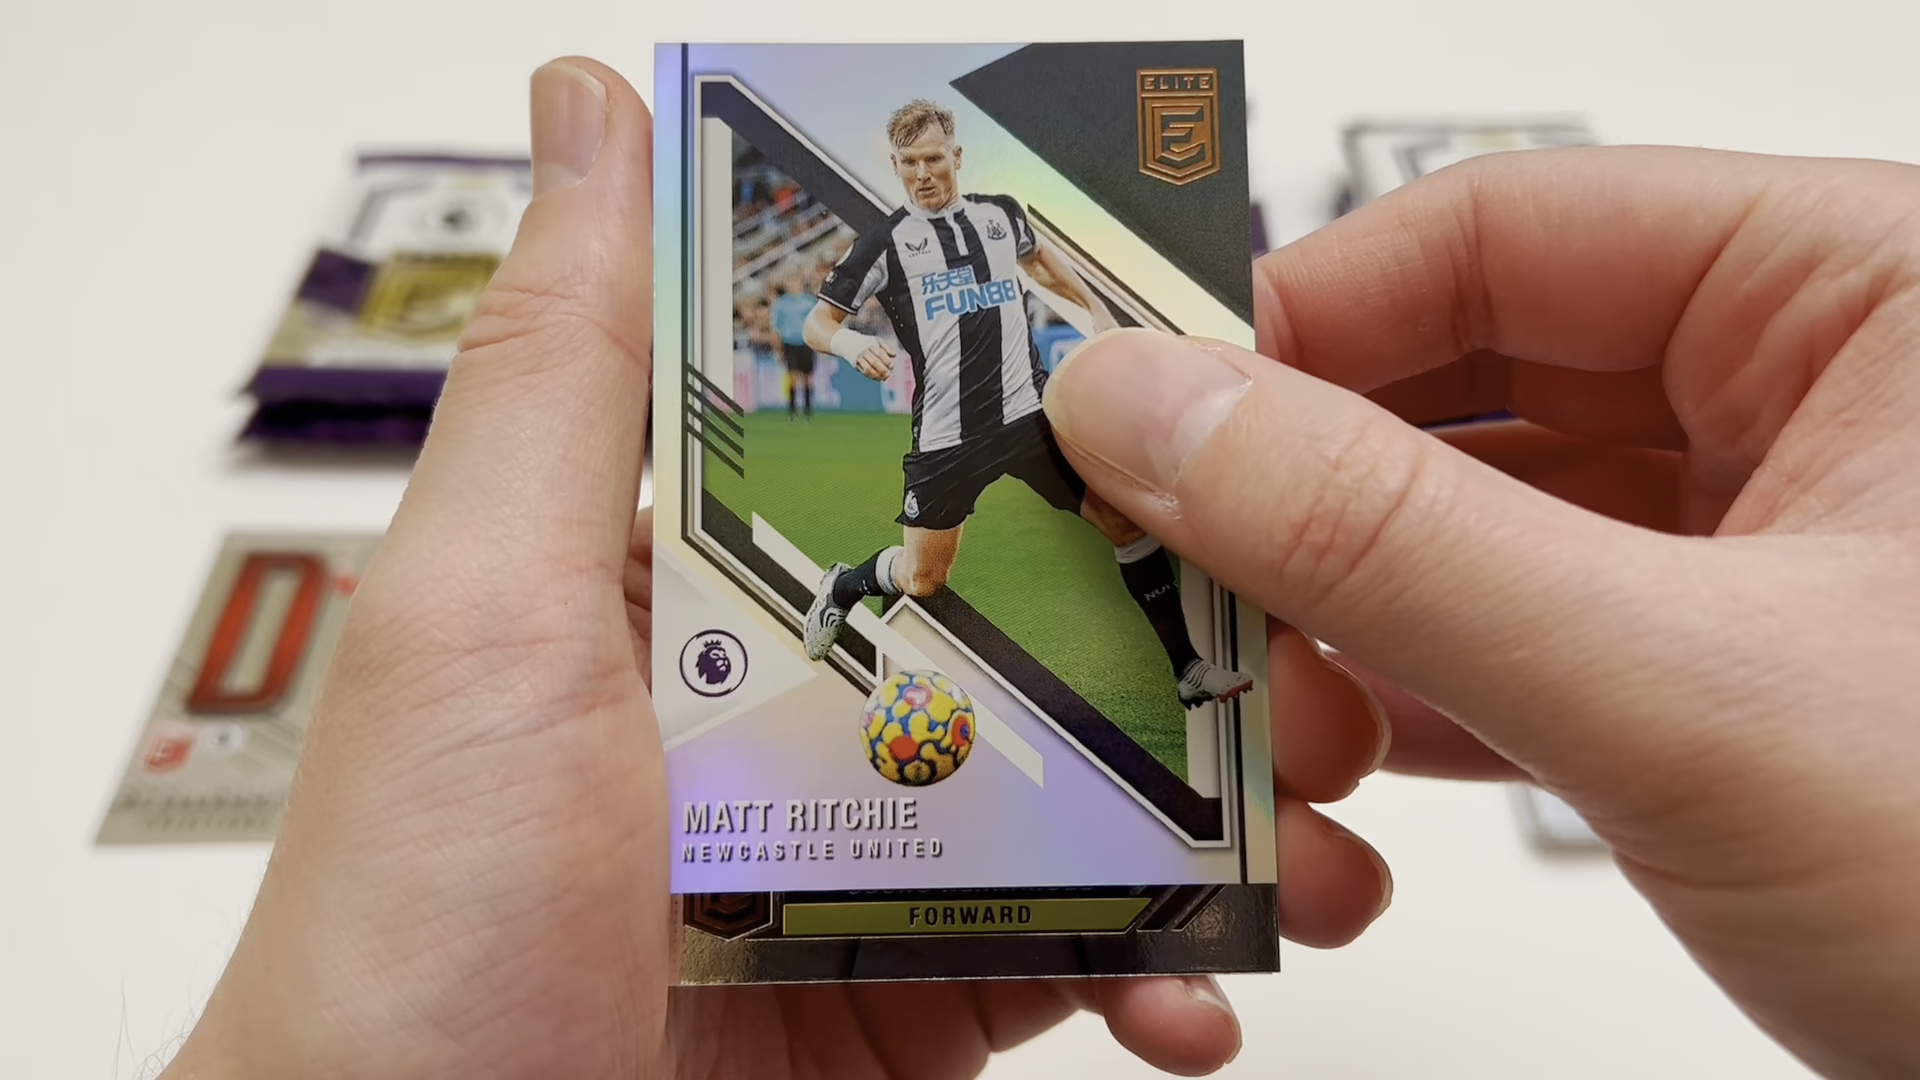 ELITE
E
乐天堂
FUN88
D
MATT RITCHIE
NEWCASTLE UNITED
FORWARD